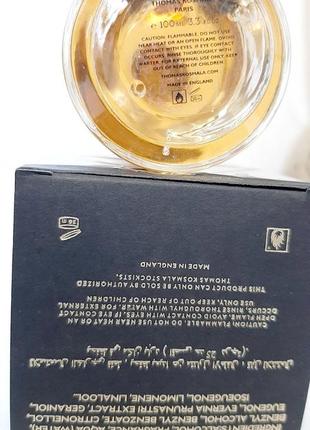 THOMAS KOSMALA
PARIS
e 100ML/3.3
CAUTION: FLAMMABLE. DO NOT USE
NEAR HEAT OR AN OPEN FLAME. AVOID
CONTACT WITH EYES. IF EYE CONTACT
OCCURS, RINSE THOROUGHLY WITH
WATER. FOR EXTERNAL USE ONLY. KEEP
OUT OF REACH OF CHILDREN
THOMASKOSMALA.COM
MADE IN ENGLAND
FRAGRANCE, AQUA (WATER),
BENZYL ALCOHOL, BENZYL BENZOATE, CITRONELLOL,
EUGENOL, EVERNIA PRUNASTRI EXTRACT, GERANIOL,
ISOEUGENOL, LIMONENE, LINALOOL
CAUTION: FLAMMABLE. DO NOT USE NEAR HEAT OR AN
OPEN FLAME. AVOID CONTACT WITH EYES. IF EYE CONTACT
OCCURS, RINSE THOROUGHLY WITH WATER. FOR EXTERNAL
USE ONLY. KEEP OUT OF REACH OF CHILDREN
THIS PRODUCT CAN ONLY BE SOLD BY AUTHORIZED
THOMAS KOSMALA STOCKISTS.
MADE IN ENGLAND